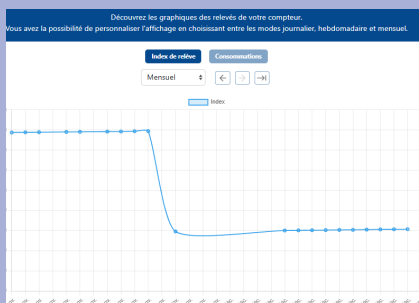 Découvrez les graphiques des relevés de votre compteur.
Vous avez la possibilité de personnaliser l'affichage en choisissant entre les modes journalier, hebdomadaire et mensuel.
Index de relève Consommations
Mensuel
Index